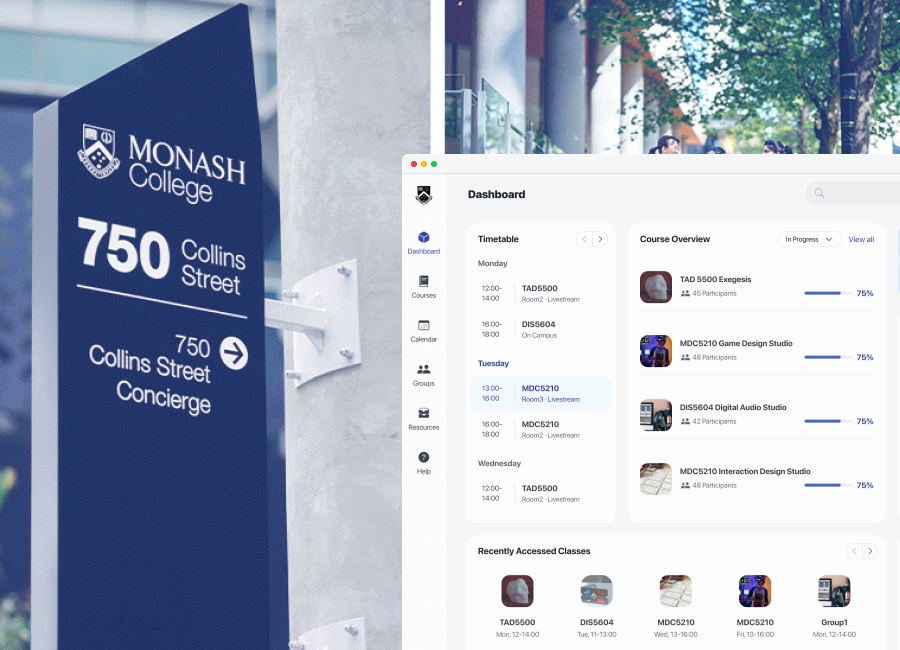 MONASH
College
750
Collins
Street
750
Collins Street
Concierge
Dashboard
Dashboard
Courses
Calendar
Groups
Resources
Help
Timetable
Monday
12:00-
14:00
TAD5500
Room2 · Livestream
16:00-
18:00
DIS5604
On Campus
Tuesday
13:00-
16:00
MDC5210
Room3 · Livestream
16:00-
18:00
MDC5210
Room2 · Livestream
Wednesday
12:00-
14:00
TAD5500
Room2 · Livestream
Course Overview
In Progress
View all
TAD 5500 Exegesis
45 Participants
75%
MDC5210 Game Design Studio
48 Participants
75%
DIS5604 Digital Audio Studio
42 Participants
75%
MDC5210 Interaction Design Studio
48 Participants
75%
Recently Accessed Classes
TAD5500
Mon, 12-14:00
DIS5604
Tue, 11-13:00
MDC5210
Wed, 13-16:00
MDC5210
Fri, 13-16:00
Group1
Mon, 12-14:00